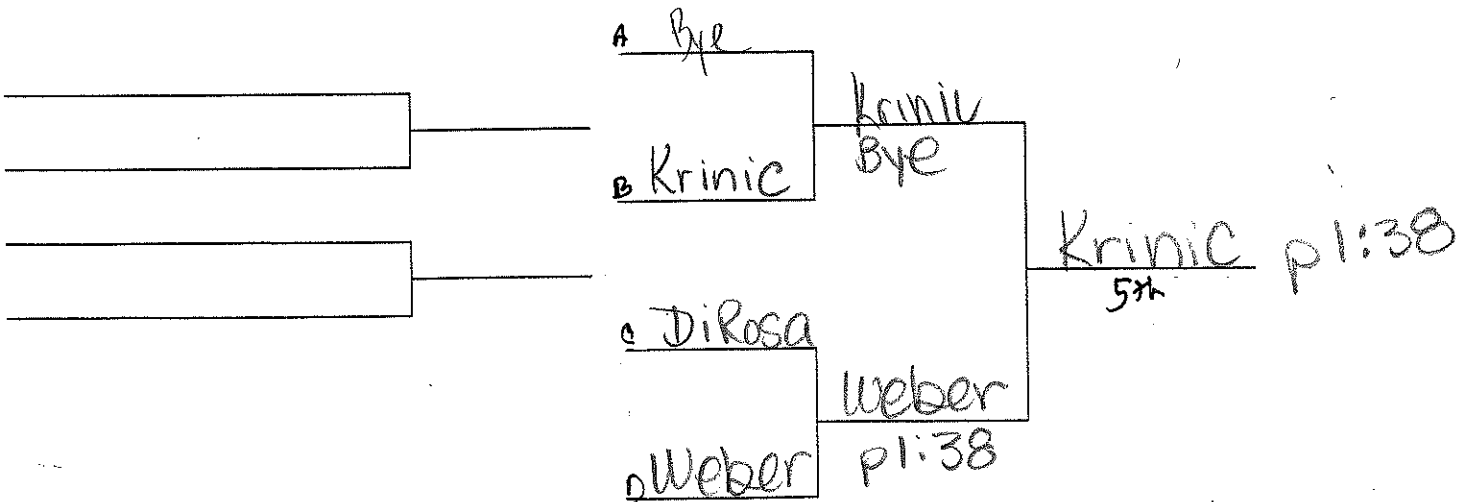 A Bye
Krinic
Bye
B Krinic
Krinic p1:38
5th
C DiRosa
Weber
p1:38
D Weber